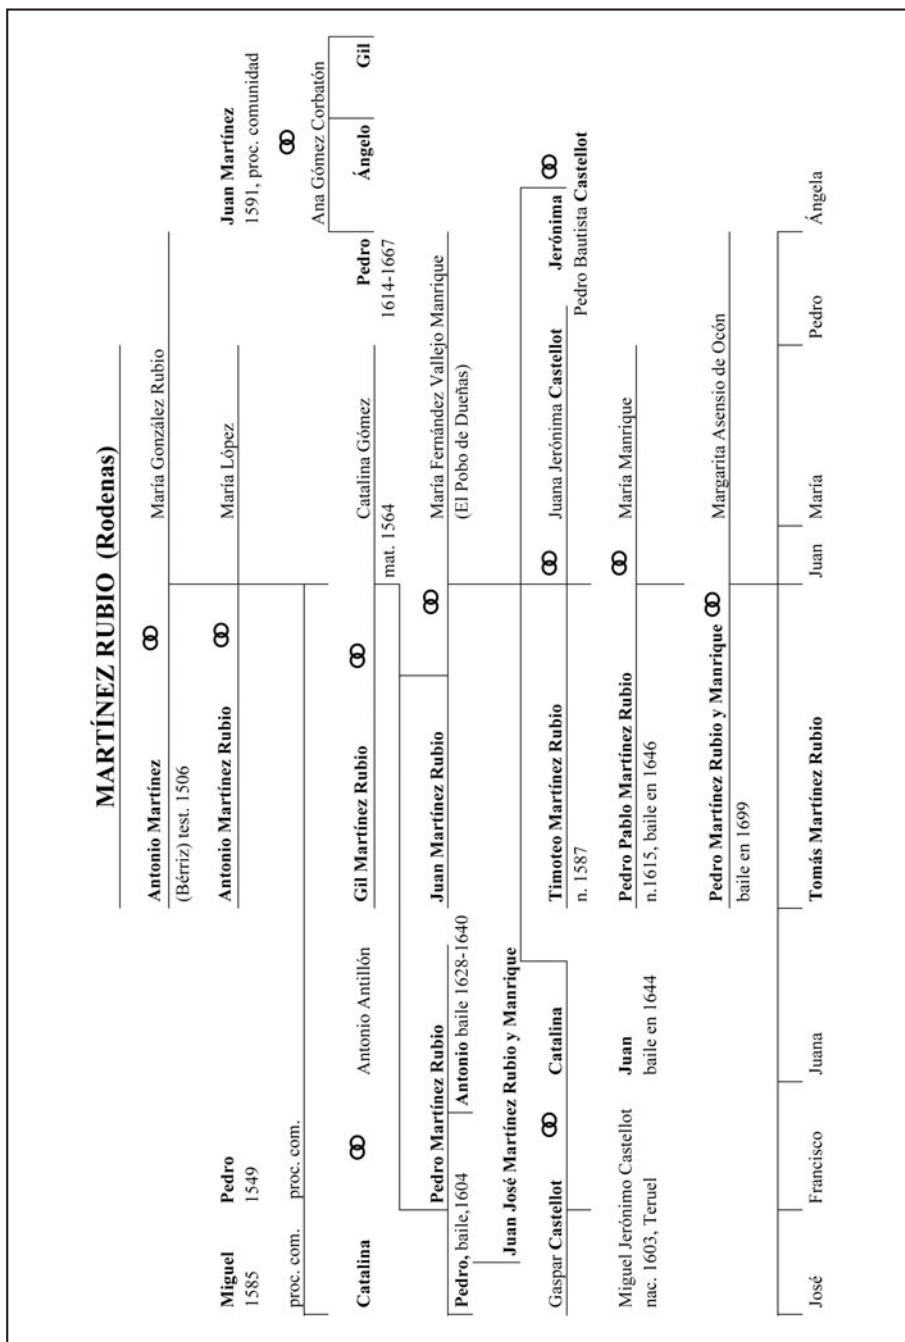 MARTÍNEZ RUBIO (Rodenas)
Antonio Martínez
(Bérriz) test. 1506
María González Rubio
Miguel
1585
proc. com.
Pedro
1549
proc. com.
Antonio Martínez Rubio
María López
Juan Martínez
1591, proc. comunidad
Ana Gómez Corbatón
Catalina
Antonio Antillón
Gil Martínez Rubio
Catalina Gómez
mat. 1564
Pedro
1614-1667
Ángelo
Gil
Pedro Martínez Rubio
Pedro, baile,1604
Antonio baile 1628-1640
Juan Martínez Rubio
María Fernández Vallejo Manrique
(El Pobo de Dueñas)
Juan José Martínez Rubio y Manrique
Gaspar Castellot
Catalina
Timoteo Martínez Rubio
n. 1587
Juana Jerónima Castellot
Jerónima
Pedro Bautista Castellot
Miguel Jerónimo Castellot
nac. 1603, Teruel
Juan
baile en 1644
Pedro Pablo Martínez Rubio
n.1615, baile en 1646
María Manrique
Pedro Martínez Rubio y Manrique
baile en 1699
Margarita Asensio de Ocón
José
Francisco
Juana
Tomás Martínez Rubio
Juan
María
Pedro
Ángela